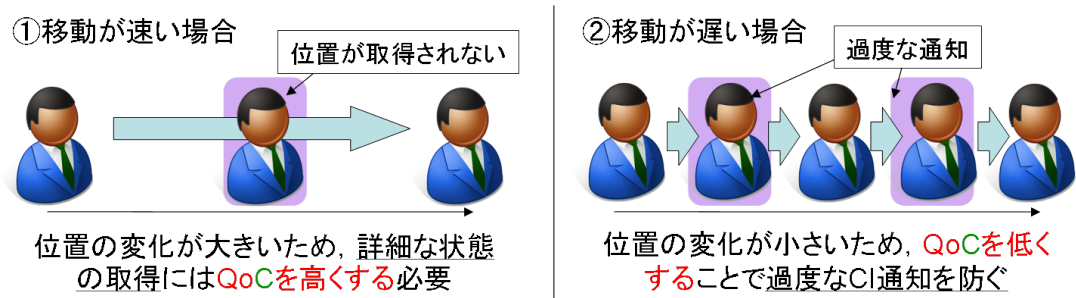 ①移動が速い場合
位置が取得されない
位置の変化が大きいため，詳細な状態
の取得にはQoCを高くする必要
②移動が遅い場合
過度な通知
位置の変化が小さいため，QoCを低く
することで過度なCI通知を防ぐ